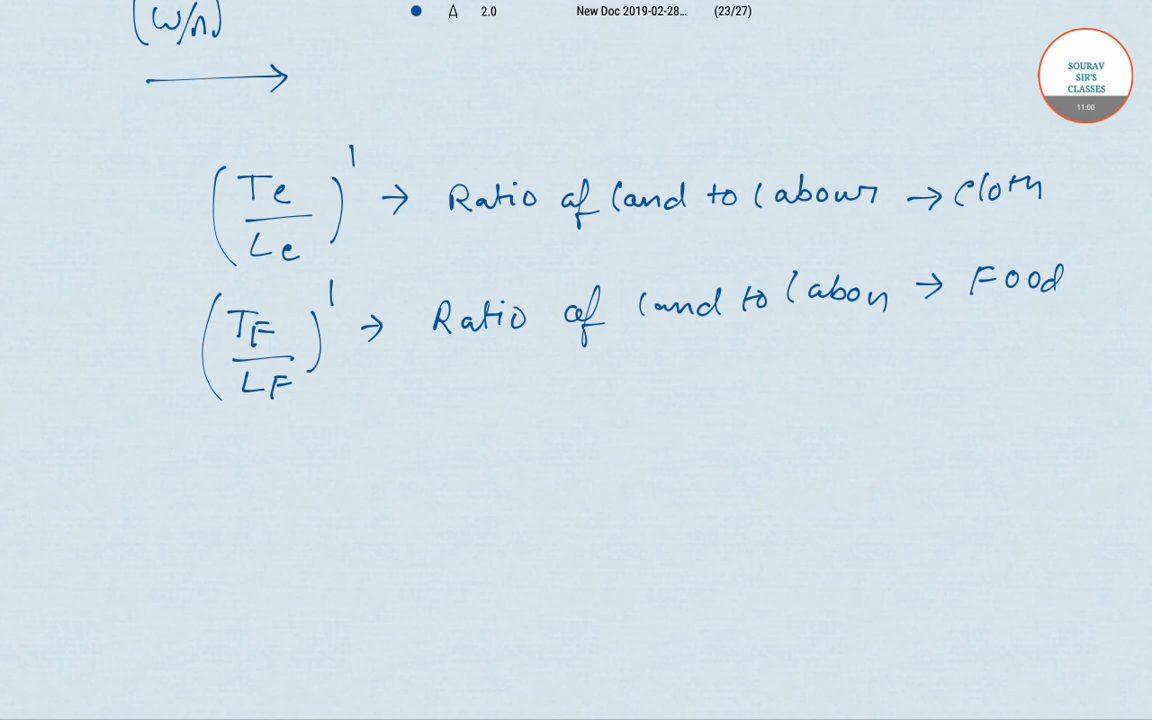 2.0 New Doc 2019-02-28... (23/27)
SOURAV
SIR'S
CLASSES
11:00
(w/r)
(Tc/Lc)' → Ratio of land to labour → Cloth
(TF/LF)' → Ratio of land to labou → Food